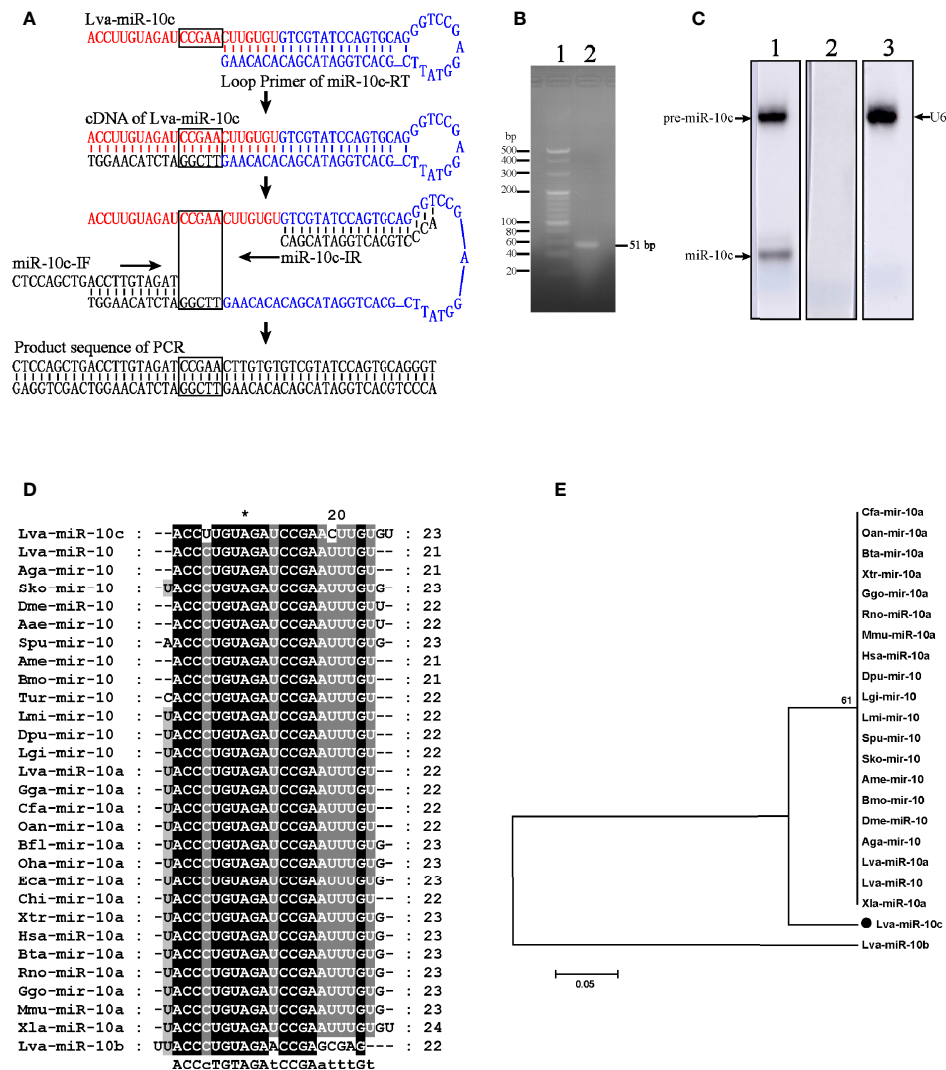 A
Lva-miR-10c
ACCUUGUAGAUCCGAACUUGUGUGTCGTATCCAGTGCAGGGTCCG
A
GAACACACAGCATAGGTCACG_CTTATGG
Loop Primer of miR-10c-RT
cDNA of Lva-miR-10c
ACCUUGUAGAUCCGAACUUGUGUGTCGTATCCAGTGCAGGGTCCG
A
TGGAACATCTAGGCTTGAACACACAGCATAGGTCACG_CTTATGG
ACCUUGUAGAUCCGAACUUGUGUGTCGTATCCAGTGCAGGGTCCG
CAGCATAGGTCACGTCCCA
A
miR-10c-IF
miR-10c-IR
CTCCAGCTGACCTTGTAGAT
TGGAACATCTAGGCTTGAACACACAGCATAGGTCACG_CTTATGG
Product sequence of PCR
CTCCAGCTGACCTTGTAGATCCGAACTTGTGTGTCGTATCCAGTGCAGGGT
GAGGTCGACTGGAACATCTAGGCTTGAACACACAGCATAGGTCAGGTCCCA
B
1 2
bp
500
400
300
200
100
80
60
40
20
51 bp
C
1 2 3
pre-miR-10c
U6
miR-10c
D
* 20
Lva-miR-10c : --ACCUUGUAGAUCCGAACUUGUGU : 23
Lva-miR-10 : --ACCCUGUAGAUCCGAAUUUGU-- : 21
Aga-mir-10 : --ACCCUGUAGAUCCGAAUUUGU-- : 21
Sko-mir-10 : -UACCCUGUAGAUCCGAAUUUGUG- : 23
Dme-miR-10 : --ACCCUGUAGAUCCGAAUUUGUU- : 22
Aae-mir-10 : --ACCCUGUAGAUCCGAAUUUGUU- : 22
Spu-mir-10 : -AACCCUGUAGAUCCGAAUUUGUG- : 23
Ame-mir-10 : --ACCCUGUAGAUCCGAAUUUGU-- : 21
Bmo-mir-10 : --ACCCUGUAGAUCCGAAUUUGU-- : 21
Tur-mir-10 : -CACCCUGUAGAUCCGAAUUUGU-- : 22
Lmi-mir-10 : -UACCCUGUAGAUCCGAAUUUGU-- : 22
Dpu-mir-10 : -UACCCUGUAGAUCCGAAUUUGU-- : 22
Lgi-mir-10 : -UACCCUGUAGAUCCGAAUUUGU-- : 22
Lva-miR-10a : -UACCCUGUAGAUCCGAAUUUGU-- : 22
Gga-mir-10a : -UACCCUGUAGAUCCGAAUUUGU-- : 22
Cfa-mir-10a : -UACCCUGUAGAUCCGAAUUUGU-- : 22
Oan-mir-10a : -UACCCUGUAGAUCCGAAUUUGU-- : 22
Bfl-mir-10a : -UACCCUGUAGAUCCGAAUUUGUG- : 23
Oha-mir-10a : -UACCCUGUAGAUCCGAAUUUGUG- : 23
Eca-mir-10a : -UACCCUGUAGAUCCGAAUUUGUG- : 23
Chi-mir-10a : -UACCCUGUAGAUCCGAAUUUGU-- : 22
Xtr-mir-10a : -UACCCUGUAGAUCCGAAUUUGUG- : 23
Hsa-miR-10a : -UACCCUGUAGAUCCGAAUUUGUG- : 23
Bta-mir-10a : -UACCCUGUAGAUCCGAAUUUGUG- : 23
Rno-miR-10a : -UACCCUGUAGAUCCGAAUUUGUG- : 23
Ggo-mir-10a : -UACCCUGUAGAUCCGAAUUUGUG- : 23
Mmu-miR-10a : -UACCCUGUAGAUCCGAAUUUGUG- : 23
Xla-miR-10a : -UACCCUGUAGAUCCGAAUUUGUGU : 24
Lva-miR-10b : UUACCCUGUAGAACCGAGCGAG--- : 22
ACCcTGTAGAtCCGAatttGt
E
Cfa-mir-10a
Oan-mir-10a
Bta-mir-10a
Xtr-mir-10a
Ggo-mir-10a
Rno-miR-10a
Mmu-miR-10a
Hsa-miR-10a
Dpu-mir-10
Lgi-mir-10
Lmi-mir-10
Spu-mir-10
Sko-mir-10
Ame-mir-10
Bmo-mir-10
Dme-miR-10
Aga-mir-10
Lva-miR-10a
Lva-miR-10
Xla-miR-10a
Lva-miR-10c
Lva-miR-10b
61
0.05